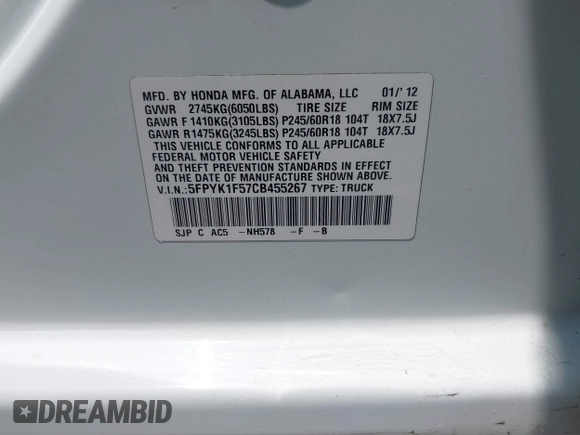 MFD. BY HONDA MFG. OF ALABAMA, LLC 01/'12
GVWR 2745KG(6050LBS) TIRE SIZE RIM SIZE
GAWR F 1410KG(3105LBS) P245/60R18 104T 18X7.5J
GAWR R1475KG(3245LBS) P245/60R18 104T 18X7.5J
THIS VEHICLE CONFORMS TO ALL APPLICABLE
FEDERAL MOTOR VEHICLE SAFETY
AND THEFT PREVENTION STANDARDS IN EFFECT
ON THE DATE OF MANUFACTURE SHOWN ABOVE.
V.I.N.:5FPYK1F57CB455267 TYPE: TRUCK
SJP C AC5 -NH578 -F -B
DREAMBID